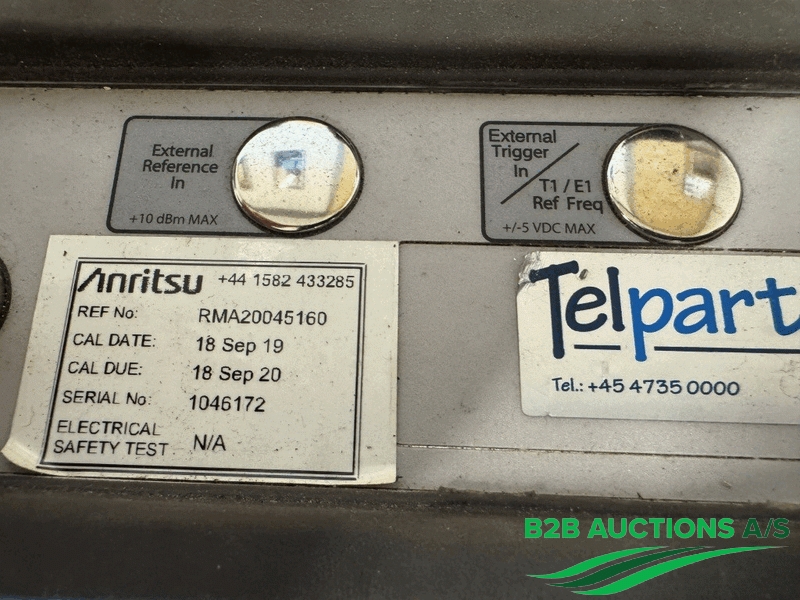 External
Reference
In
+10 dBm MAX
External
Trigger
In
T1 / E1
Ref Freq
+/-5 VDC MAX
Anritsu +44 1582 433285
REF No: RMA20045160
CAL DATE: 18 Sep 19
CAL DUE: 18 Sep 20
SERIAL No: 1046172
ELECTRICAL
SAFETY TEST N/A
Telpart
Tel.: +45 4735 0000
B2B AUCTIONS A/S